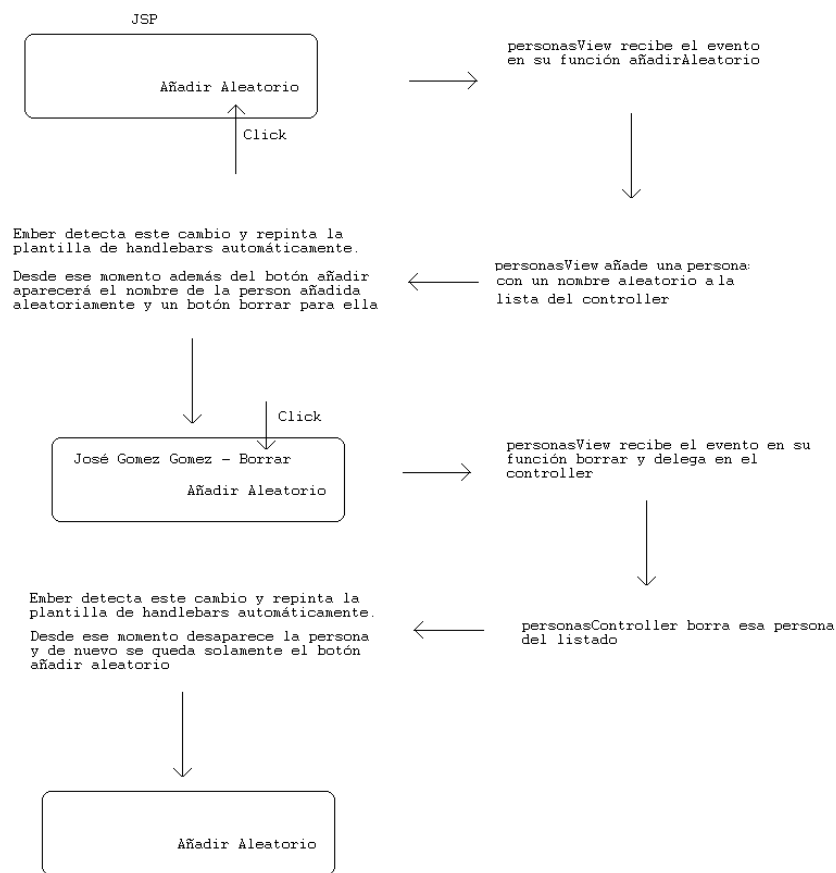 JSP
Añadir Aleatorio
Click
personasView recibe el evento
en su función añadirAleatorio
personasView añade una persona:
con un nombre aleatorio a la
lista del controller
Ember detecta este cambio y repinta la
plantilla de handlebars automáticamente.
Desde ese momento además del botón añadir
aparecerá el nombre de la person añadida
aleatoriamente y un botón borrar para ella
Click
José Gomez Gomez - Borrar
Añadir Aleatorio
personasView recibe el evento en su
función borrar y delega en el
controller
personasController borra esa persona
del listado
Ember detecta este cambio y repinta la
plantilla de handlebars automáticamente.
Desde ese momento desaparece la persona
y de nuevo se queda solamente el botón
añadir aleatorio
Añadir Aleatorio